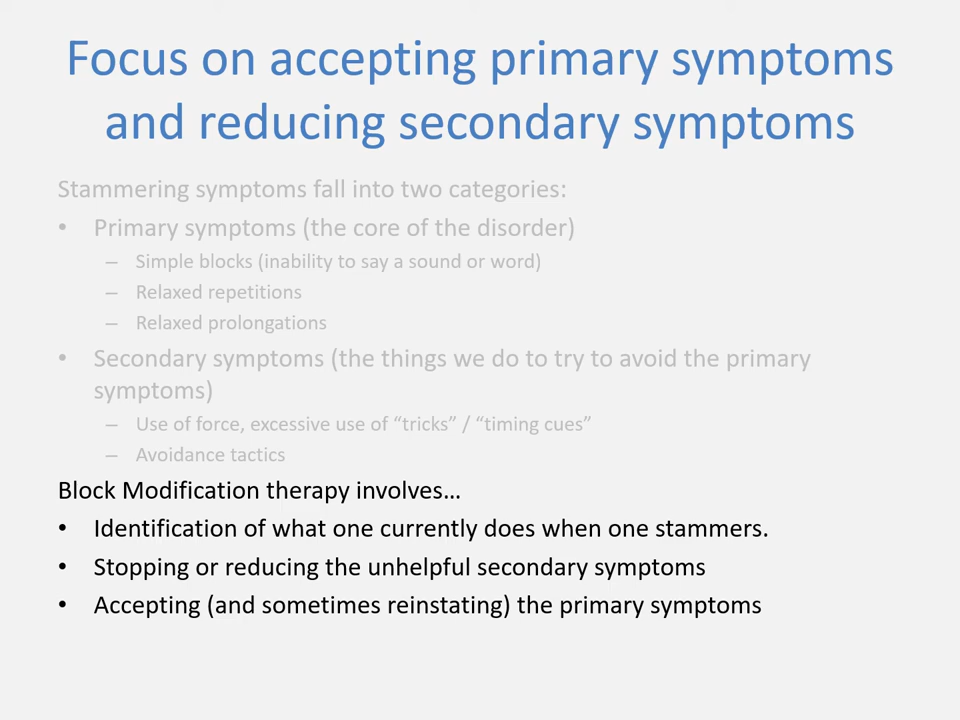 Focus on accepting primary symptoms
and reducing secondary symptoms
Stammering symptoms fall into two categories:
• Primary symptoms (the core of the disorder)
– Simple blocks (inability to say a sound or word)
– Relaxed repetitions
– Relaxed prolongations
• Secondary symptoms (the things we do to try to avoid the primary
symptoms)
– Use of force, excessive use of “tricks” / “timing cues”
– Avoidance tactics
Block Modification therapy involves…
• Identification of what one currently does when one stammers.
• Stopping or reducing the unhelpful secondary symptoms
• Accepting (and sometimes reinstating) the primary symptoms